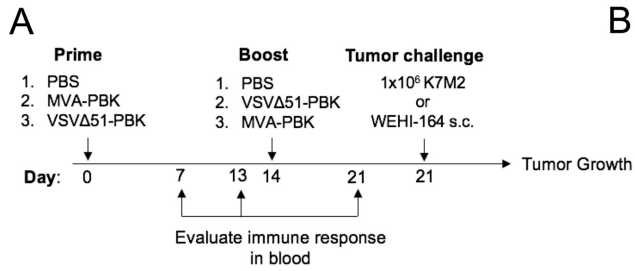 A
B
Prime
1. PBS
2. MVA-PBK
3. VSVΔ51-PBK
Boost
1. PBS
2. VSVΔ51-PBK
3. MVA-PBK
Tumor challenge
1x10⁶ K7M2
or
WEHI-164 s.c.
Tumor Growth
Day: 0 7 13 14 21 21
Evaluate immune response
in blood